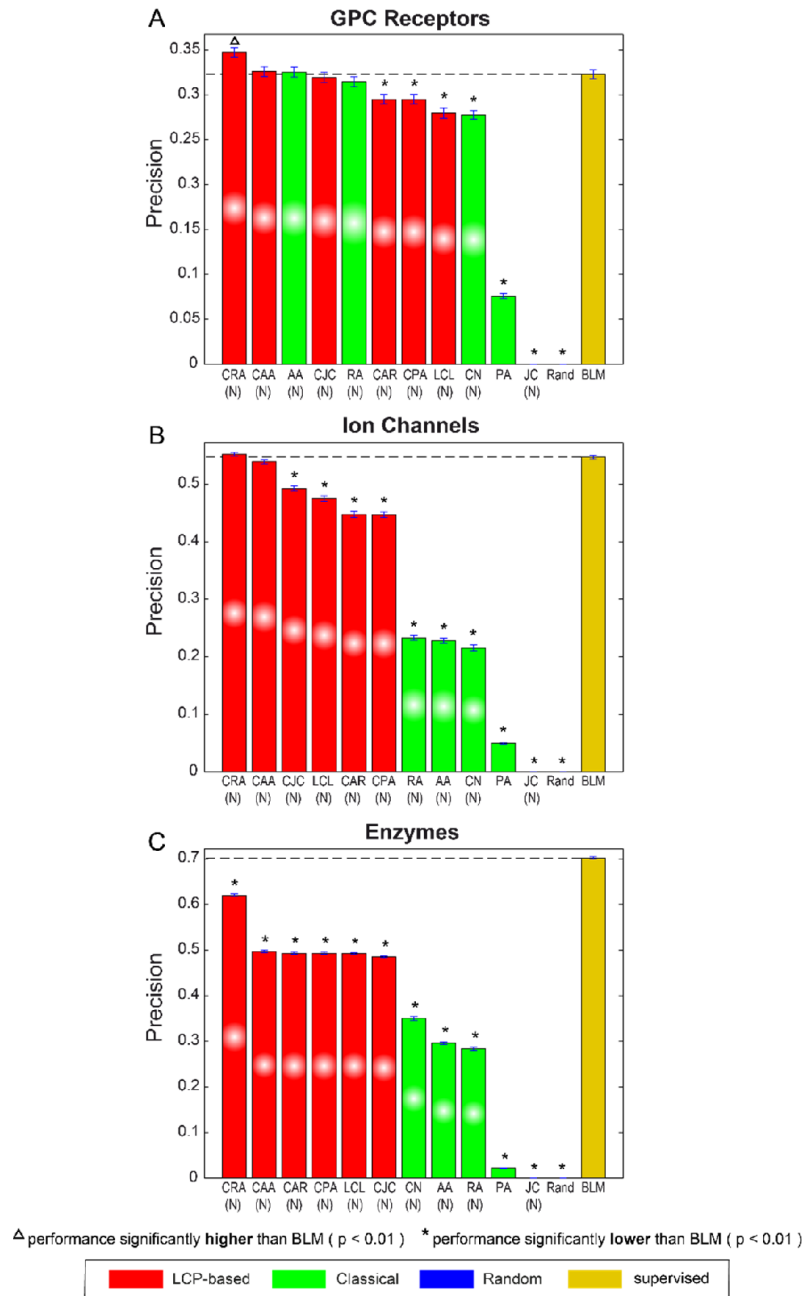 A GPC Receptors
Precision
0.35
0.3
0.35
0.3
0.15
0.1
0.05
0
Δ * * * * * * *
CRA CAA AA CJC RA CAR CPA LCL CN PA JC Rand BLM
(N) (N) (N) (N) (N) (N) (N) (N) (N) (N)
B Ion Channels
Precision
0.5
0.4
0.3
0.2
0.1
0
* * * * * * * * * *
CRA CAA CJC LCL CAR CPA RA AA CN PA JC Rand BLM
(N) (N) (N) (N) (N) (N) (N) (N) (N) (N)
C Enzymes
Precision
0.7
0.6
0.5
0.4
0.3
0.2
0.1
0
* * * * * * * * * * * *
CRA CAA CAR CPA LCL CJC CN AA RA PA JC Rand BLM
(N) (N) (N) (N) (N) (N) (N) (N) (N) (N)
Δ performance significantly higher than BLM ( p < 0.01 ) * performance significantly lower than BLM ( p < 0.01 )
LCP-based Classical Random supervised